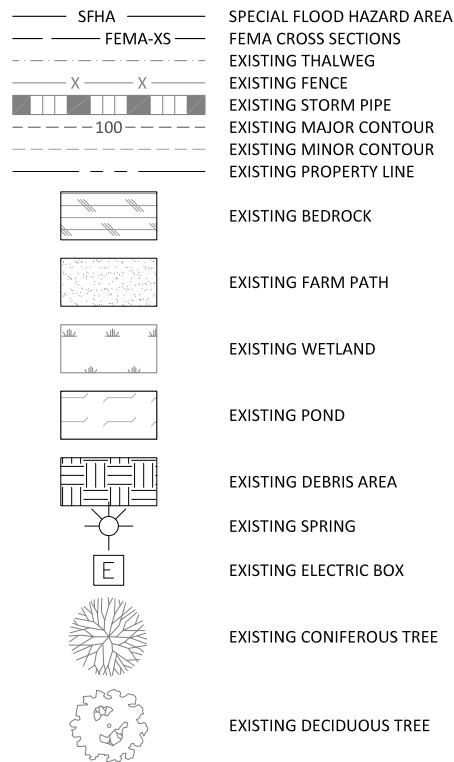 SFHA SPECIAL FLOOD HAZARD AREA
FEMA-XS FEMA CROSS SECTIONS
EXISTING THALWEG
X X EXISTING FENCE
EXISTING STORM PIPE
100 EXISTING MAJOR CONTOUR
EXISTING MINOR CONTOUR
EXISTING PROPERTY LINE
EXISTING BEDROCK
EXISTING FARM PATH
EXISTING WETLAND
EXISTING POND
EXISTING DEBRIS AREA
EXISTING SPRING
E EXISTING ELECTRIC BOX
EXISTING CONIFEROUS TREE
EXISTING DECIDUOUS TREE